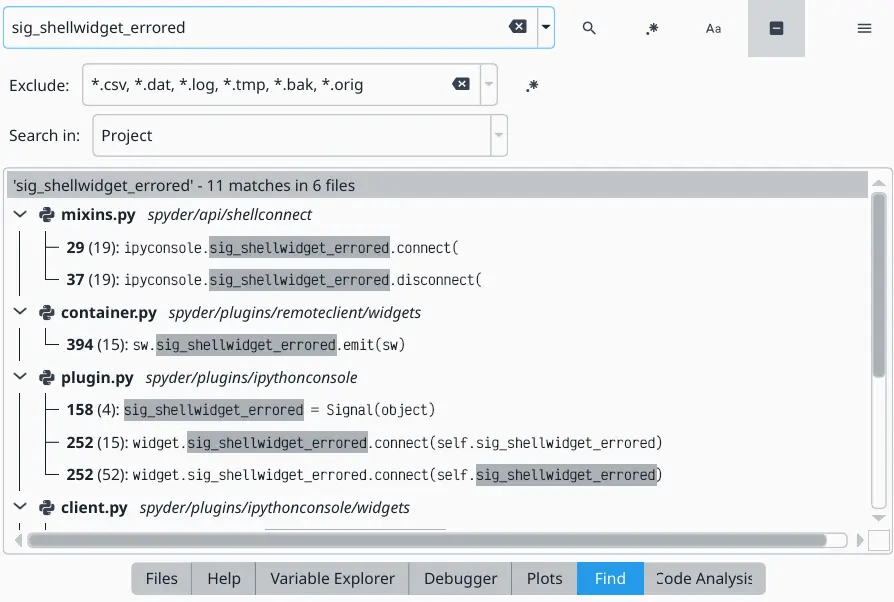 sig_shellwidget_errored
Aa
Exclude: *.csv, *.dat, *.log, *.tmp, *.bak, *.orig
Search in: Project
'sig_shellwidget_errored' - 11 matches in 6 files
mixins.py spyder/api/shellconnect
29 (19): ipyconsole.sig_shellwidget_errored.connect(
37 (19): ipyconsole.sig_shellwidget_errored.disconnect(
container.py spyder/plugins/remoteclient/widgets
394 (15): sw.sig_shellwidget_errored.emit(sw)
plugin.py spyder/plugins/ipythonconsole
158 (4): sig_shellwidget_errored = Signal(object)
252 (15): widget.sig_shellwidget_errored.connect(self.sig_shellwidget_errored)
252 (52): widget.sig_shellwidget_errored.connect(self.sig_shellwidget_errored)
client.py spyder/plugins/ipythonconsole/widgets
Files Help Variable Explorer Debugger Plots Find Code Analysis